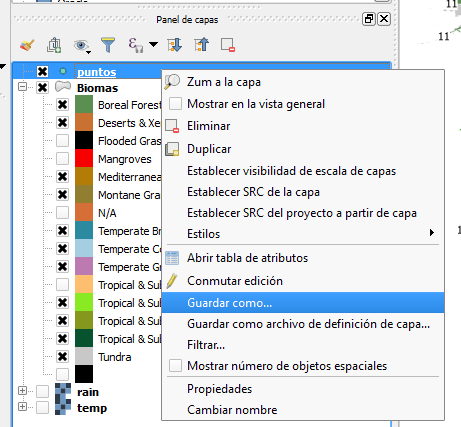 11
Panel de capas
11
puntos
Biomas
Boreal Forest
Deserts & Xe
Flooded Gras
Mangroves
Mediterranea
Montane Gra
N/A
Temperate Br
Temperate Co
Temperate G
Tropical & Sul
Tropical & Sul
Tropical & Sul
Tropical & Sul
Tundra
rain
temp
Zum a la capa
Mostrar en la vista general
Eliminar
Duplicar
Establecer visibilidad de escala de capas
Establecer SRC de la capa
Establecer SRC del proyecto a partir de capa
Estilos
Abrir tabla de atributos
Conmutar edición
Guardar como...
Guardar como archivo de definición de capa...
Filtrar...
Mostrar número de objetos espaciales
Propiedades
Cambiar nombre